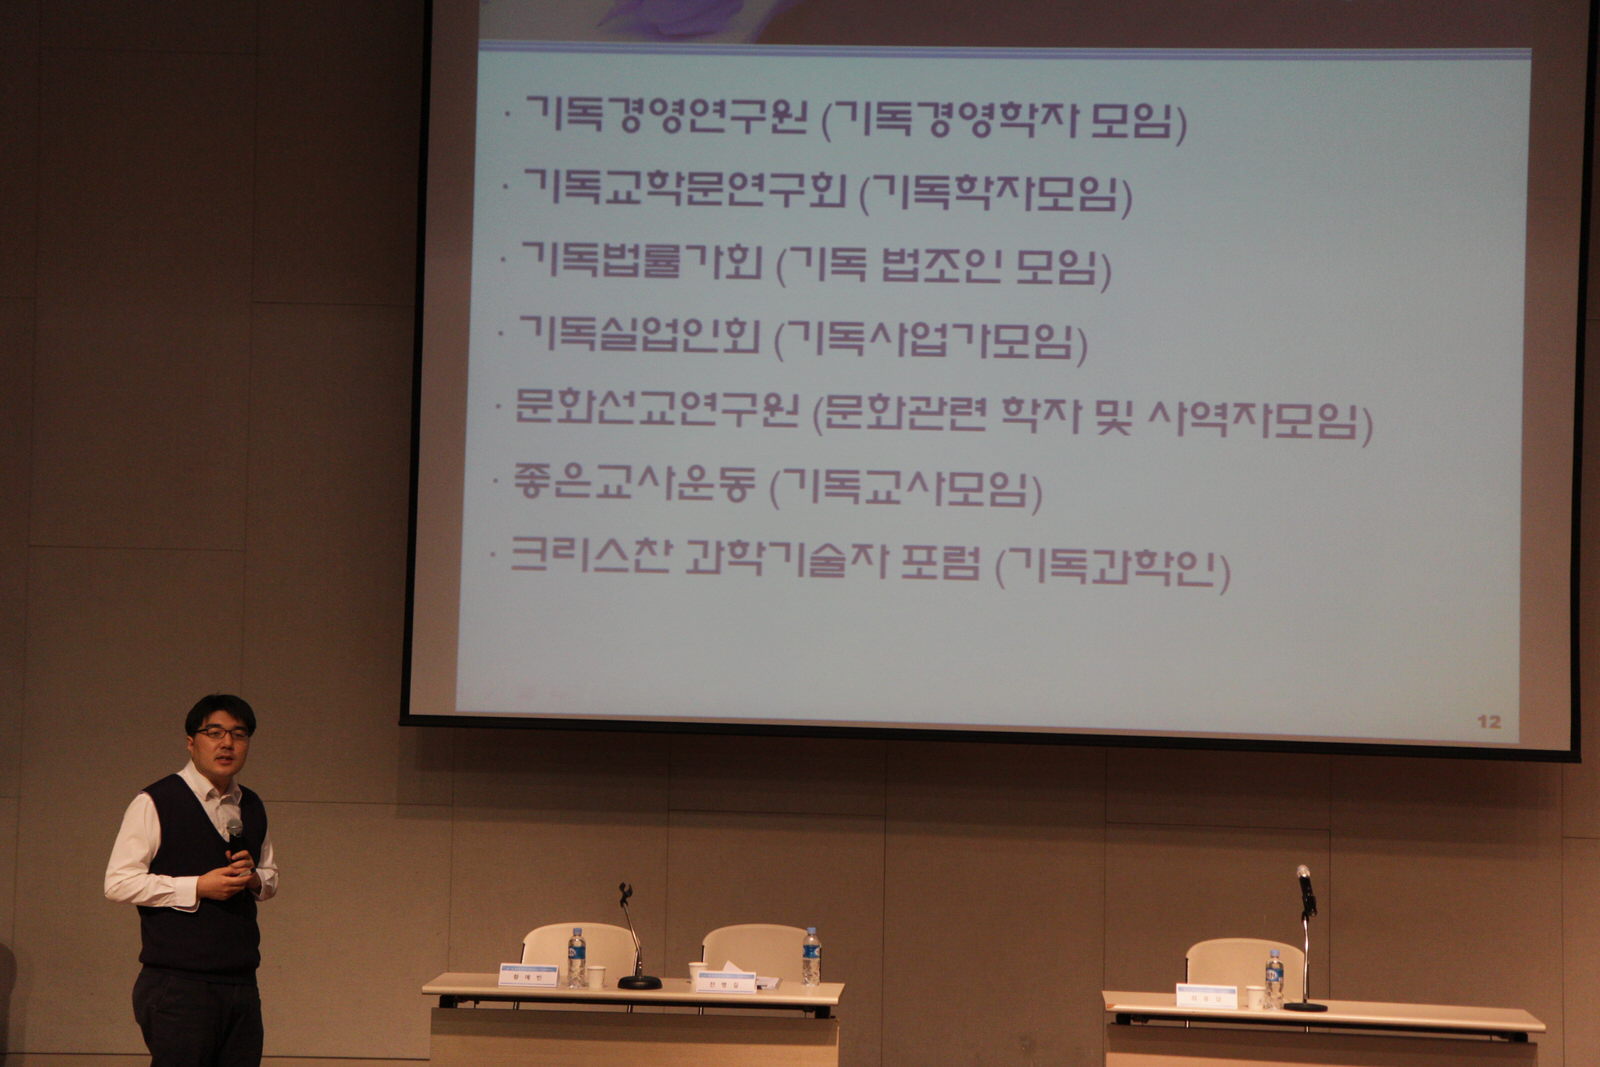 · 기독경영연구원 (기독경영학자 모임)
· 기독교학문연구회 (기독학자모임)
· 기독법률가회 (기독 법조인 모임)
· 기독실업인회 (기독사업가모임)
· 문화선교연구원 (문화관련 학자 및 사역자모임)
· 좋은교사운동 (기독교사모임)
· 크리스찬 과학기술자 포럼 (기독과학인)
12